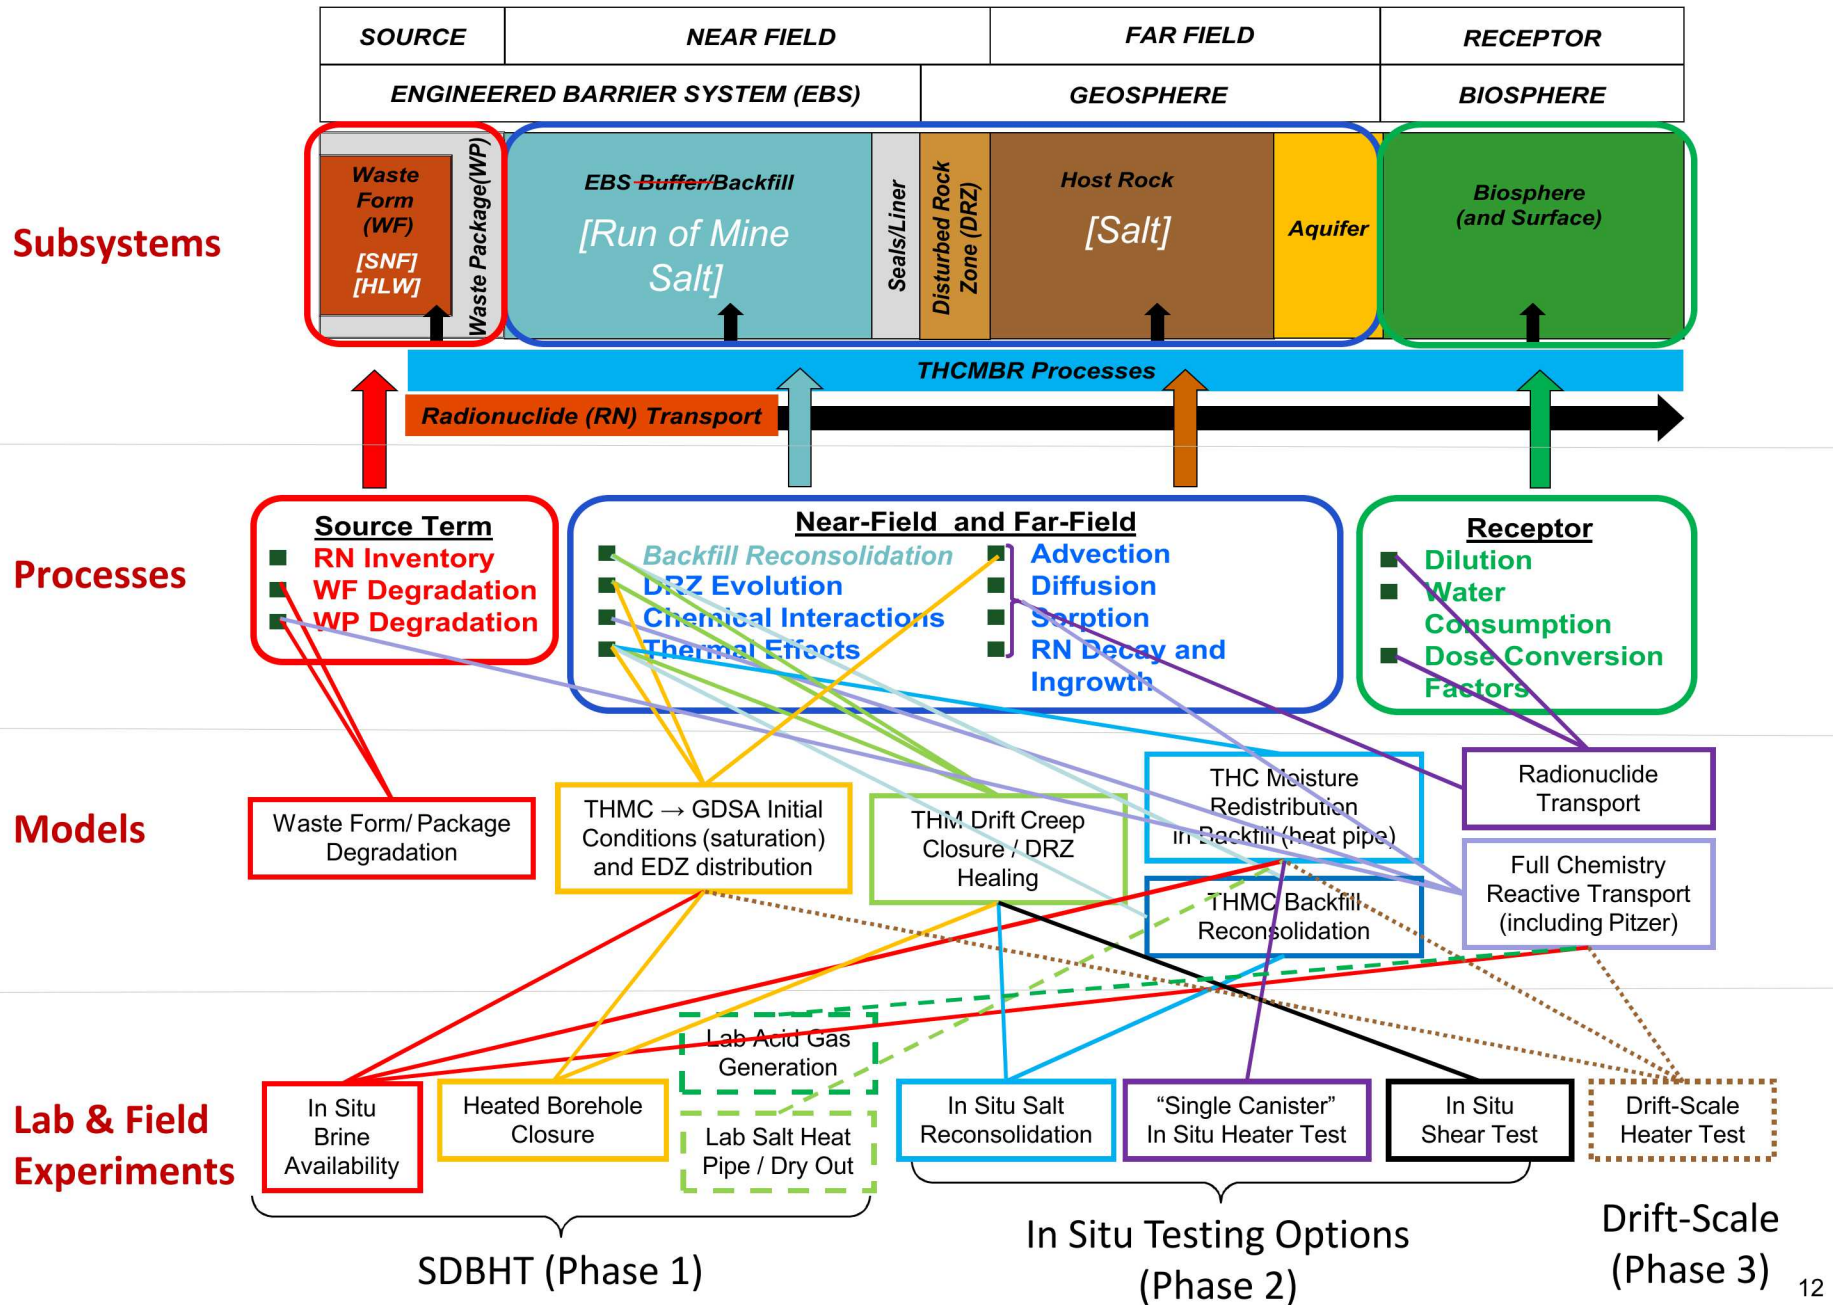 SOURCE
NEAR FIELD
FAR FIELD
RECEPTOR
ENGINEERED BARRIER SYSTEM (EBS)
GEOSPHERE
BIOSPHERE
Subsystems
Waste
Form
(WF)
[SNF]
[HLW]
Waste Package(WP)
EBS Buffer/Backfill
[Run of Mine
Salt]
Seals/Liner
Disturbed Rock
Zone (DRZ)
Host Rock
[Salt]
Aquifer
Biosphere
(and Surface)
THCMBR Processes
Radionuclide (RN) Transport
Processes
Source Term
RN Inventory
WF Degradation
WP Degradation
Near-Field and Far-Field
Backfill Reconsolidation
DRZ Evolution
Chemical Interactions
Thermal Effects
Advection
Diffusion
Sorption
RN Decay and
Ingrowth
Receptor
Dilution
Water
Consumption
Dose Conversion
Factors
Models
Waste Form/ Package
Degradation
THMC → GDSA Initial
Conditions (saturation)
and EDZ distribution
THM Drift Creep
Closure / DRZ
Healing
THC Moisture
Redistribution
in Backfill (heat pipe)
THMC Backfill
Reconsolidation
Radionuclide
Transport
Full Chemistry
Reactive Transport
(including Pitzer)
Lab & Field
Experiments
In Situ
Brine
Availability
Heated Borehole
Closure
Lab Acid Gas
Generation
Lab Salt Heat
Pipe / Dry Out
In Situ Salt
Reconsolidation
“Single Canister”
In Situ Heater Test
In Situ
Shear Test
Drift-Scale
Heater Test
SDBHT (Phase 1)
In Situ Testing Options
(Phase 2)
Drift-Scale
(Phase 3)
12